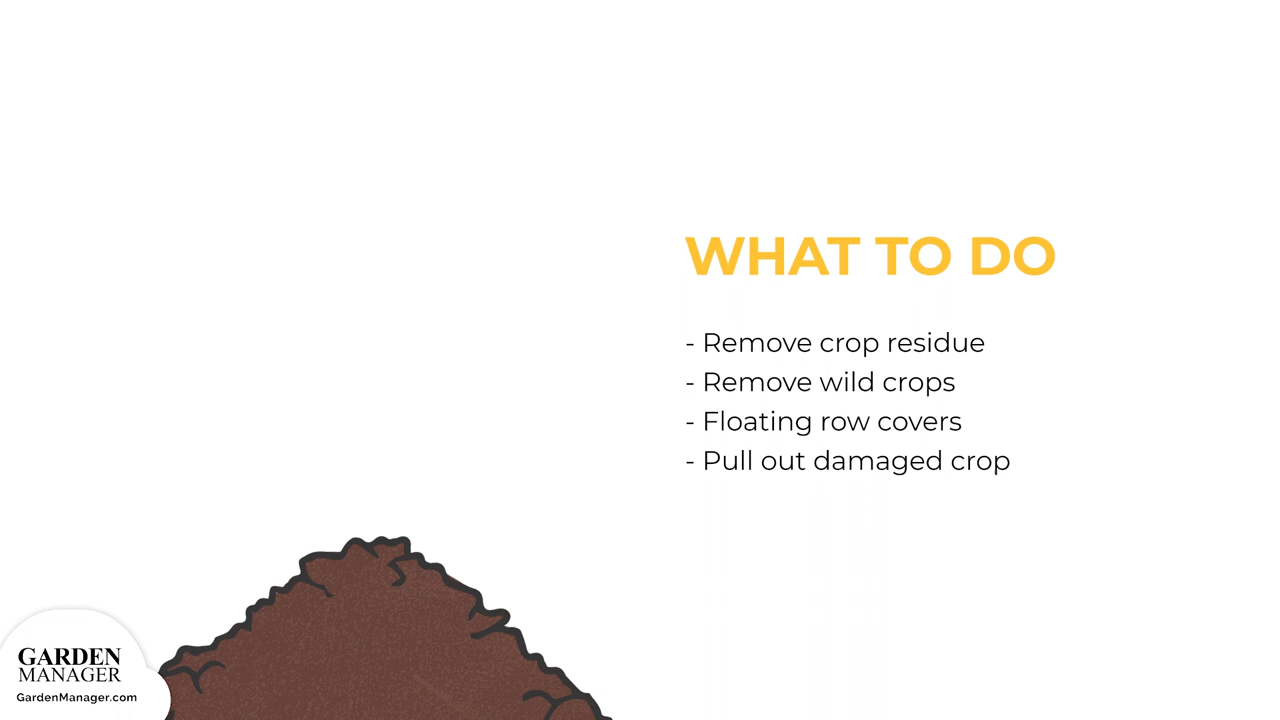 WHAT TO DO
- Remove crop residue
- Remove wild crops
- Floating row covers
- Pull out damaged crop
GARDEN
MANAGER
GardenManager.com